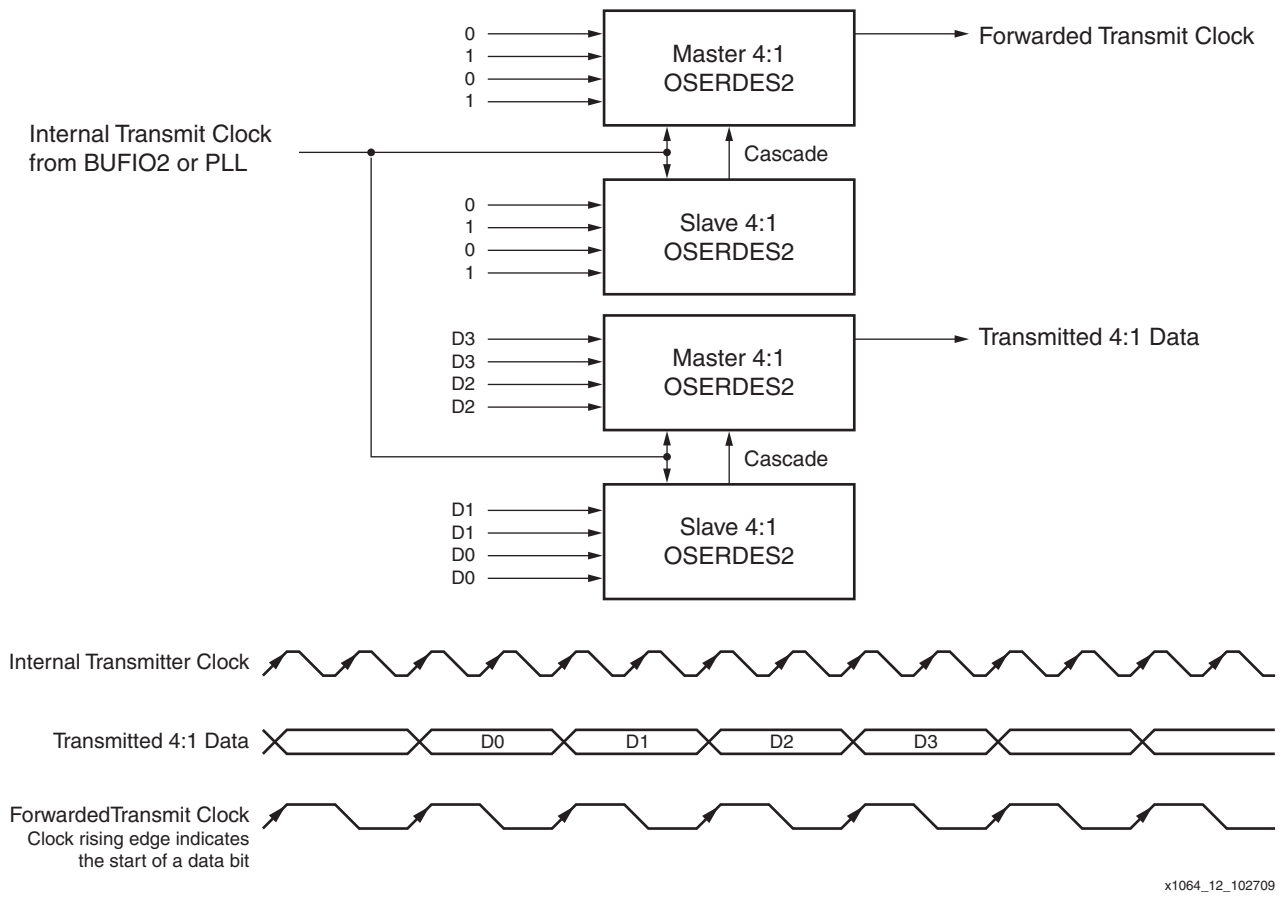 0
1
0
1
Master 4:1
OSERDES2
Forwarded Transmit Clock
Internal Transmit Clock
from BUFIO2 or PLL
Cascade
0
1
0
1
Slave 4:1
OSERDES2
D3
D3
D2
D2
Master 4:1
OSERDES2
Transmitted 4:1 Data
Cascade
D1
D1
D0
D0
Slave 4:1
OSERDES2
Internal Transmitter Clock
Transmitted 4:1 Data
D0 D1 D2 D3
ForwardedTransmit Clock
Clock rising edge indicates
the start of a data bit
x1064_12_102709